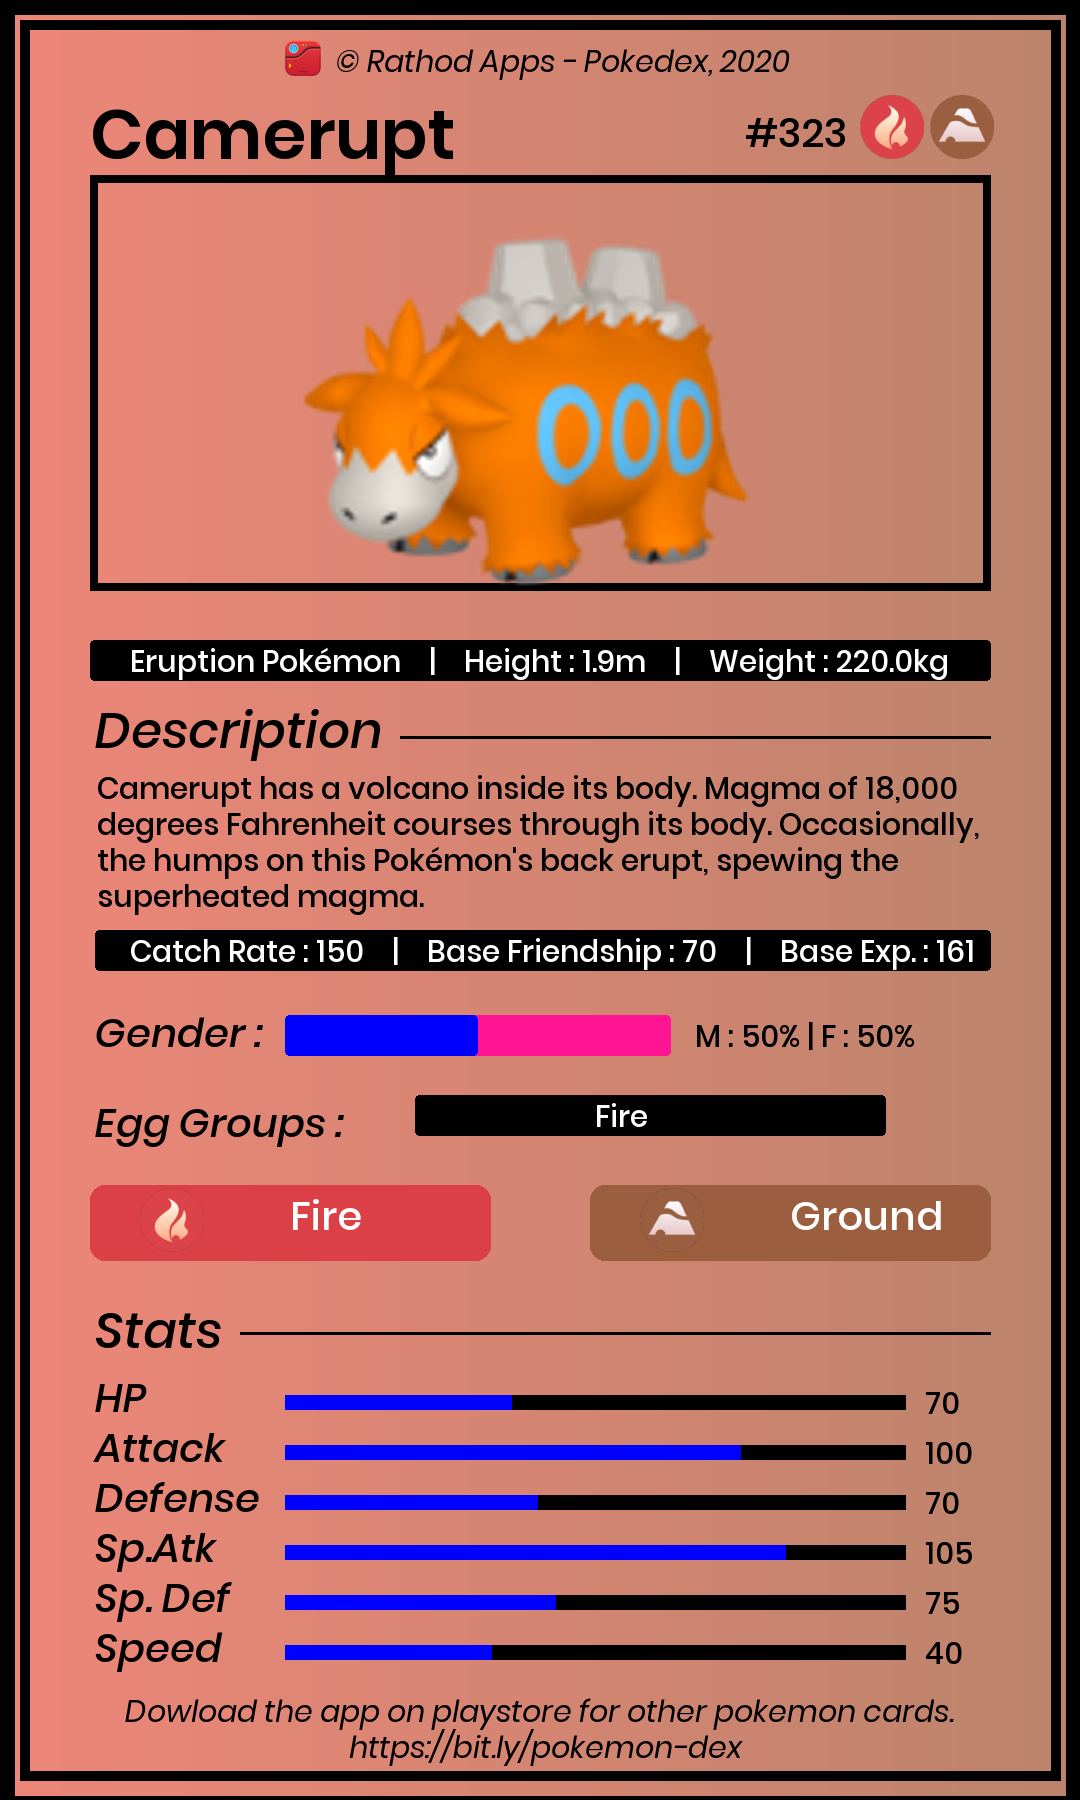 © Rathod Apps - Pokedex, 2020
Camerupt #323
Eruption Pokémon | Height : 1.9m | Weight : 220.0kg
Description
Camerupt has a volcano inside its body. Magma of 18,000
degrees Fahrenheit courses through its body. Occasionally,
the humps on this Pokémon's back erupt, spewing the
superheated magma.
Catch Rate : 150 | Base Friendship : 70 | Base Exp. : 161
Gender : M : 50% | F : 50%
Egg Groups : Fire
Fire Ground
Stats
HP 70
Attack 100
Defense 70
Sp.Atk 105
Sp. Def 75
Speed 40
Dowload the app on playstore for other pokemon cards.
https://bit.ly/pokemon-dex